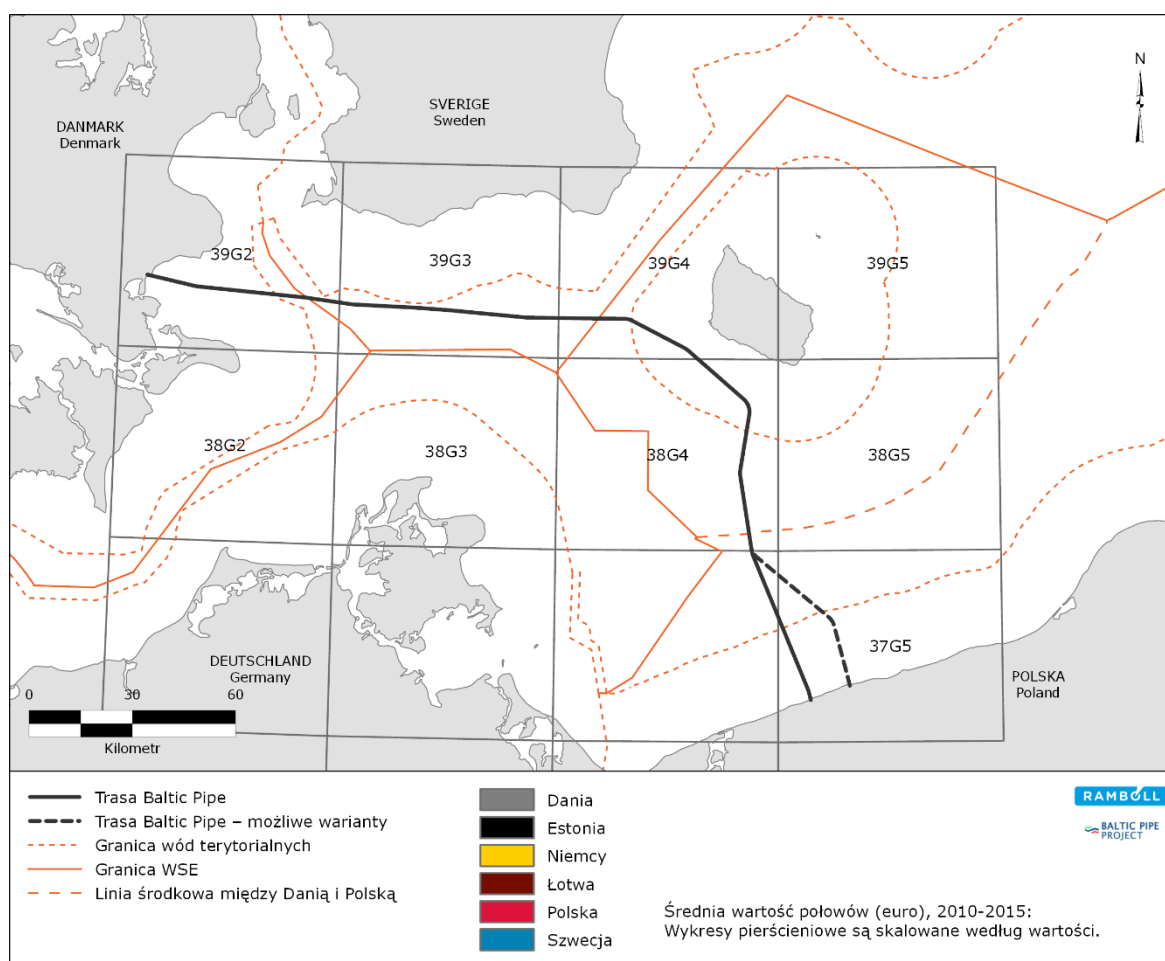 N
SVERIGE
Sweden
DANMARK
Denmark
39G2
39G3
39G4
39G5
38G2
38G3
38G4
38G5
37G5
DEUTSCHLAND
Germany
POLSKA
Poland
0 30 60
Kilometr
Trasa Baltic Pipe
Trasa Baltic Pipe – możliwe warianty
Granica wód terytorialnych
Granica WSE
Linia środkowa między Danią i Polską
Dania
Estonia
Niemcy
Łotwa
Polska
Szwecja
RAMBOLL
BALTIC PIPE
PROJECT
Średnia wartość połowów (euro), 2010-2015:
Wykresy pierścieniowe są skalowane według wartości.